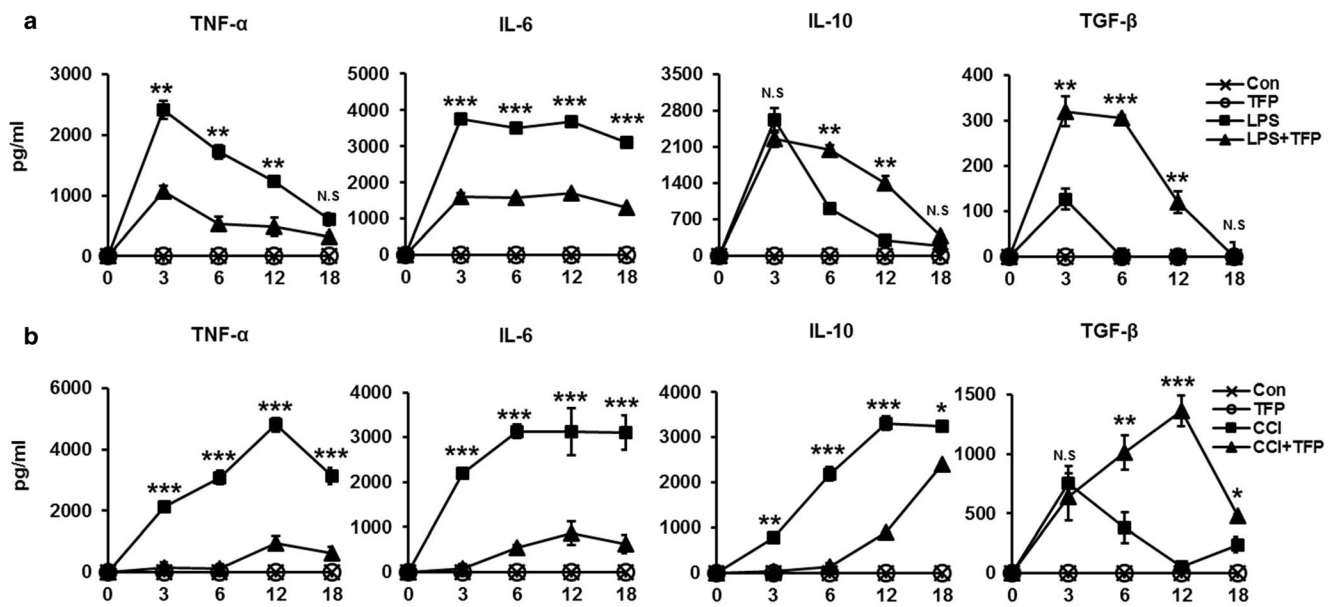 a
TNF-α
IL-6
IL-10
TGF-β
pg/ml
3000
2000
1000
0
**
**
**
N.S
0 3 6 12 18
5000
4000
3000
2000
1000
0
***
***
***
***
0 3 6 12 18
3500
2800
2100
1400
700
0
N.S
**
**
N.S
0 3 6 12 18
400
300
200
100
0
**
***
**
N.S
0 3 6 12 18
Con
TFP
LPS
LPS+TFP
b
TNF-α
IL-6
IL-10
TGF-β
pg/ml
6000
4000
2000
0
***
***
***
***
0 3 6 12 18
4000
3000
2000
1000
0
***
***
***
***
0 3 6 12 18
4000
3000
2000
1000
0
**
***
***
*
0 3 6 12 18
1500
1000
500
0
N.S
**
***
*
0 3 6 12 18
Con
TFP
CCI
CCI+TFP